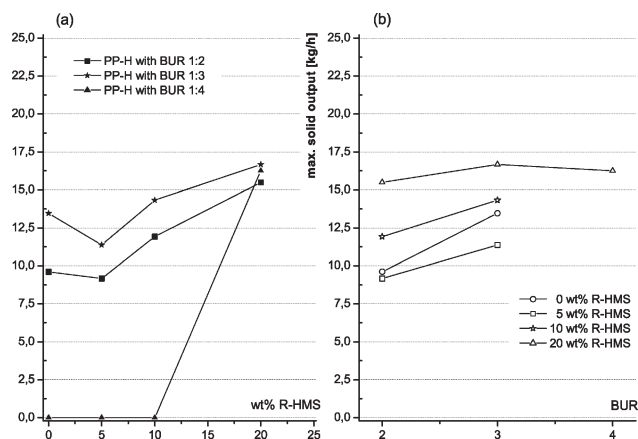 (a)
25,0
22,5
20,0
17,5
15,0
12,5
10,0
7,5
5,0
2,5
0,0
PP-H with BUR 1:2
PP-H with BUR 1:3
PP-H with BUR 1:4
wt% R-HMS
0 5 10 15 20 25
(b)
max. solid output [kg/h]
25,0
22,5
20,0
17,5
15,0
12,5
10,0
7,5
5,0
2,5
0,0
0 wt% R-HMS
5 wt% R-HMS
10 wt% R-HMS
20 wt% R-HMS
BUR
2 3 4